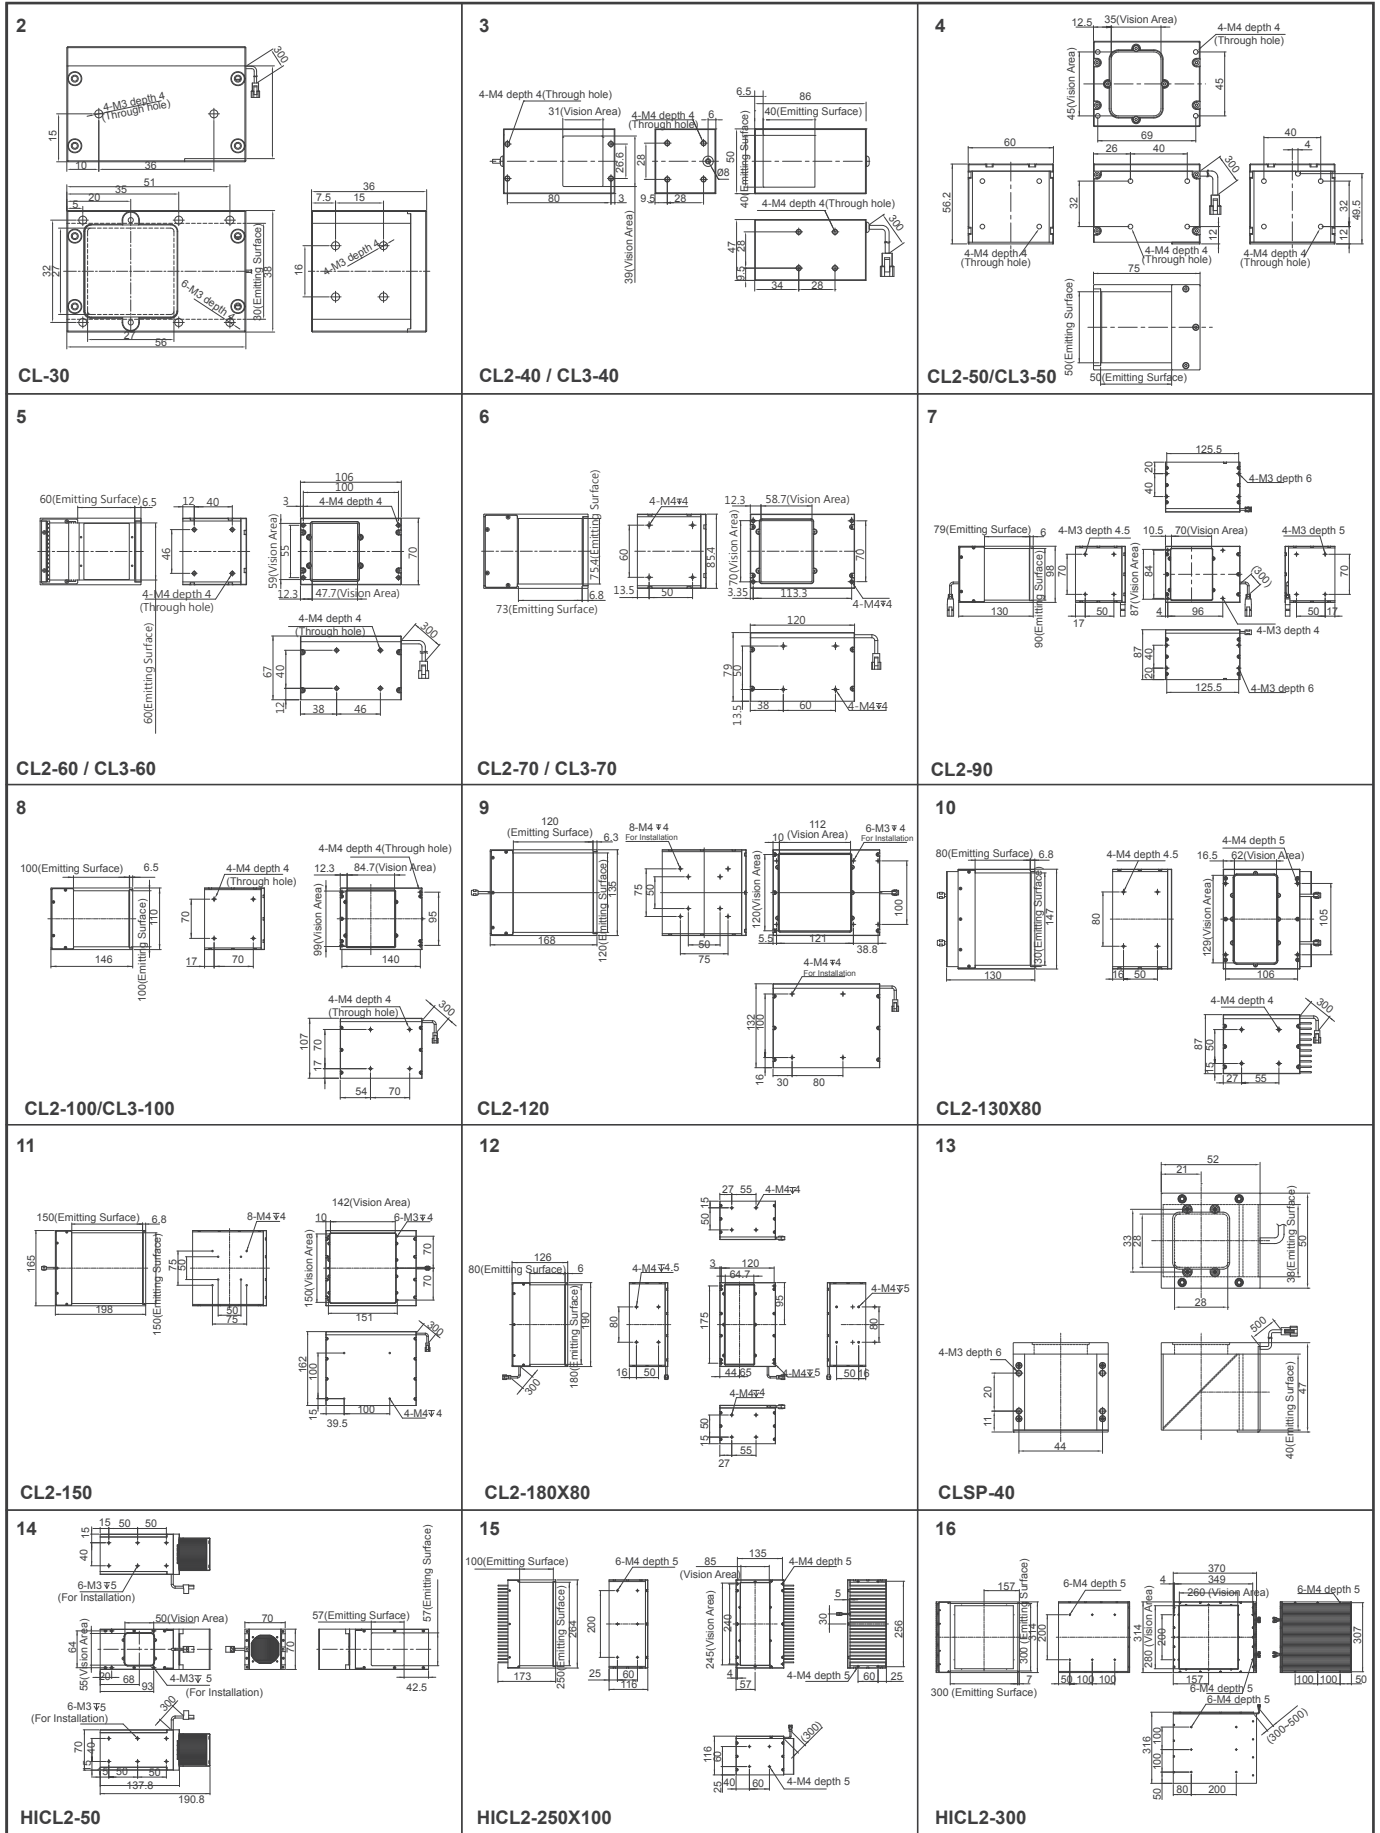 2
300
4-M3 depth 4
(Through hole)
15
10
36
51
35
20
5
32
27
30(Emitting Surface)
38
6-M3 depth 4
27
56
36
7.5
15
16
4-M3 depth 4
CL-30
3
4-M4 depth 4(Through hole)
31(Vision Area)
26.6
80
3
39(Vision Area)
4-M4 depth 4
(Through hole)
6
28
Ø8
9.5
28
6.5
86
40(Emitting Surface)
50
40(Emitting Surface)
4-M4 depth 4(Through hole)
300
47
28
9.5
34
28
CL2-40 / CL3-40
4
12.5
35(Vision Area)
4-M4 depth 4
(Through hole)
45(Vision Area)
45
69
60
56.2
4-M4 depth 4
(Through hole)
26
40
300
32
12
4-M4 depth 4
(Through hole)
40
4
32
49.5
12
4-M4 depth 4
(Through hole)
75
50(Emitting Surface)
50(Emitting Surface)
CL2-50/CL3-50
5
60(Emitting Surface)
6.5
60(Emitting Surface)
12
40
46
4-M4 depth 4
(Through hole)
106
100
3
4-M4 depth 4
59(Vision Area)
55
70
12.3
47.7(Vision Area)
4-M4 depth 4
(Through hole)
300
67
40
12
38
46
CL2-60 / CL3-60
6
75.4(Emitting Surface)
6.8
73(Emitting Surface)
4-M4↧4
60
85.4
13.5
50
12.3
58.7(Vision Area)
70(Vision Area)
70
3.35
113.3
4-M4↧4
120
79
50
13.5
38
60
4-M4↧4
CL2-70 / CL3-70
7
125.5
20
40
4-M3 depth 6
79(Emitting Surface)
6
98
90(Emitting Surface)
130
4-M3 depth 4.5
70
50
17
10.5
70(Vision Area)
87(Vision Area)
84
(300)
4
96
4-M3 depth 4
4-M3 depth 5
70
50
17
87
40
20
4-M3 depth 6
125.5
CL2-90
8
100(Emitting Surface)
6.5
110
100(Emitting Surface)
146
4-M4 depth 4
(Through hole)
70
17
70
4-M4 depth 4(Through hole)
12.3
84.7(Vision Area)
99(Vision Area)
95
140
4-M4 depth 4
(Through hole)
300
107
70
17
54
70
CL2-100/CL3-100
9
120
(Emitting Surface)
6.3
135
120(Emitting Surface)
168
8-M4↧4
For Installation
75
50
50
75
112
(Vision Area)
10
6-M3↧4
For Installation
120(Vision Area)
100
5.5
121
38.8
4-M4↧4
For Installation
132
100
16
30
80
CL2-120
10
80(Emitting Surface)
6.8
147
130(Emitting Surface)
130
4-M4 depth 4.5
80
16
50
4-M4 depth 5
16.5
62(Vision Area)
129(Vision Area)
105
106
4-M4 depth 4
300
87
50
15
27
55
CL2-130X80
11
150(Emitting Surface)
6.8
165
150(Emitting Surface)
198
8-M4↧4
75
50
50
75
142(Vision Area)
10
6-M3↧4
150(Vision Area)
70
70
151
300
162
100
15
39.5
100
4-M4↧4
CL2-150
12
27
55
4-M4↧4
50
15
126
80(Emitting Surface)
6
190
180(Emitting Surface)
300
4-M4↧4.5
80
16
50
3
120
64.7
175
95
44
65
4-M4↧5
4-M4↧5
80
50
16
4-M4↧4
50
15
55
27
CL2-180X80
13
52
21
33
28
38(Emitting Surface)
50
28
4-M3 depth 6
20
11
44
500
40(Emitting Surface)
47
CLSP-40
14
15
50
50
15
40
6-M3↧5
(For Installation)
50(Vision Area)
64
55(Vision Area)
20
68
93
4-M3↧5
(For Installation)
70
70
57(Emitting Surface)
57(Emitting Surface)
42.5
6-M3↧5
(For Installation)
300
70
40
15
15
50
50
137.8
190.8
HICL2-50
15
100(Emitting Surface)
264
250(Emitting Surface)
173
6-M4 depth 5
200
25
60
116
135
85
(Vision Area)
4-M4 depth 5
245(Vision Area)
240
4
57
5
30
256
4-M4 depth 5
60
25
(300)
116
60
25
40
60
4-M4 depth 5
HICL2-250X100
16
157
314
300 (Emitting Surface)
7
300 (Emitting Surface)
6-M4 depth 5
200
50
100
100
370
349
4
260 (Vision Area)
314
280 (Vision Area)
200
157
6-M4 depth 5
6-M4 depth 5
307
100
100
50
6-M4 depth 5
(300~500)
316
100
100
50
80
200
HICL2-300